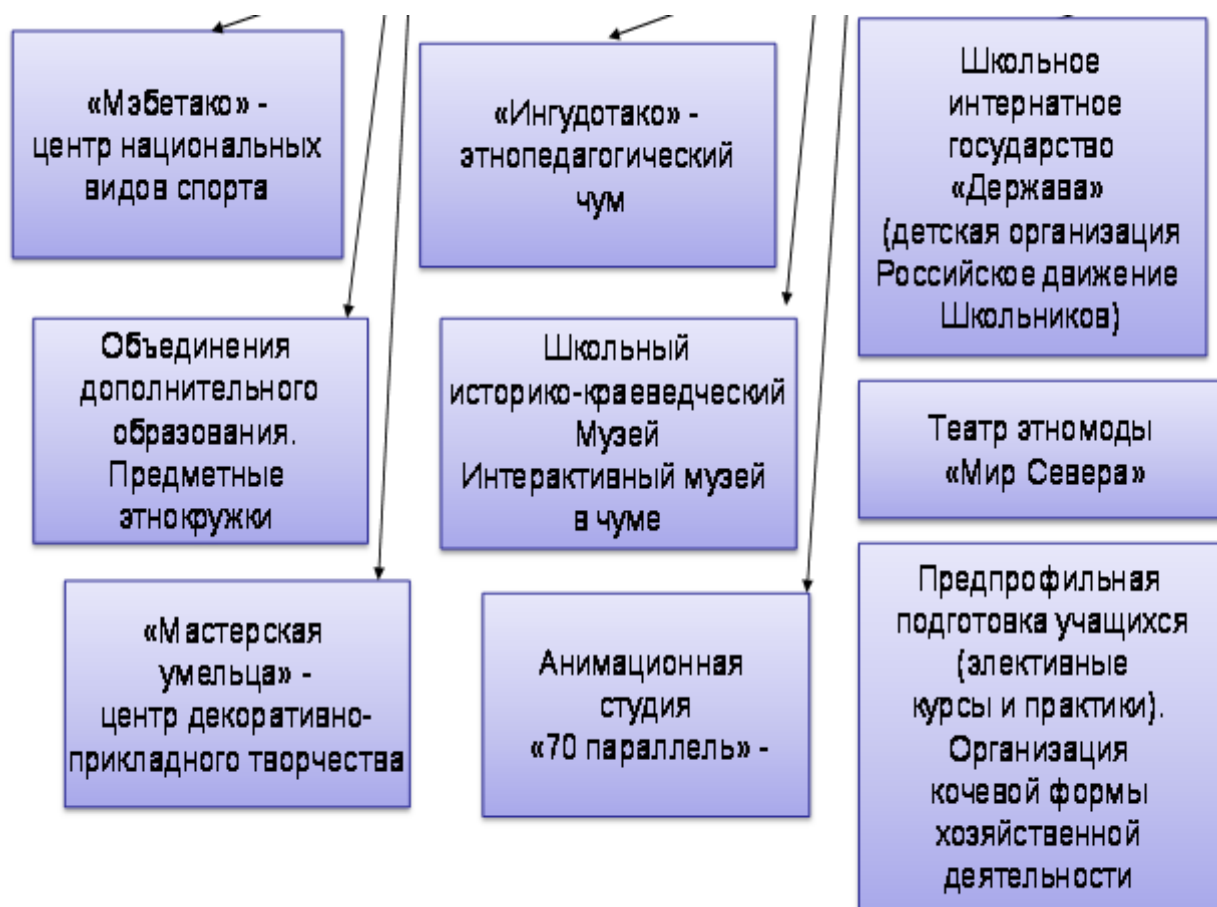 «Мэбетако» -
центр национальных
видов спорта
Объединения
дополнительного
образования.
Предметные
этнокружки
«Мастерская
умельца» -
центр декоративно-
прикладного творчества
«Ингудотако» -
этнопедагогический
чум
Школьный
историко-краеведческий
Музей
Интерактивный музей
в чуме
Анимационная
студия
«70 параллель» -
Школьное
интернатное
государство
«Держава»
(детская организация
Российское движение
Школьников)
Театр этномоды
«Мир Севера»
Предпрофильная
подготовка учащихся
(элективные
курсы и практики).
Организация
кочевой формы
хозяйственной
деятельности